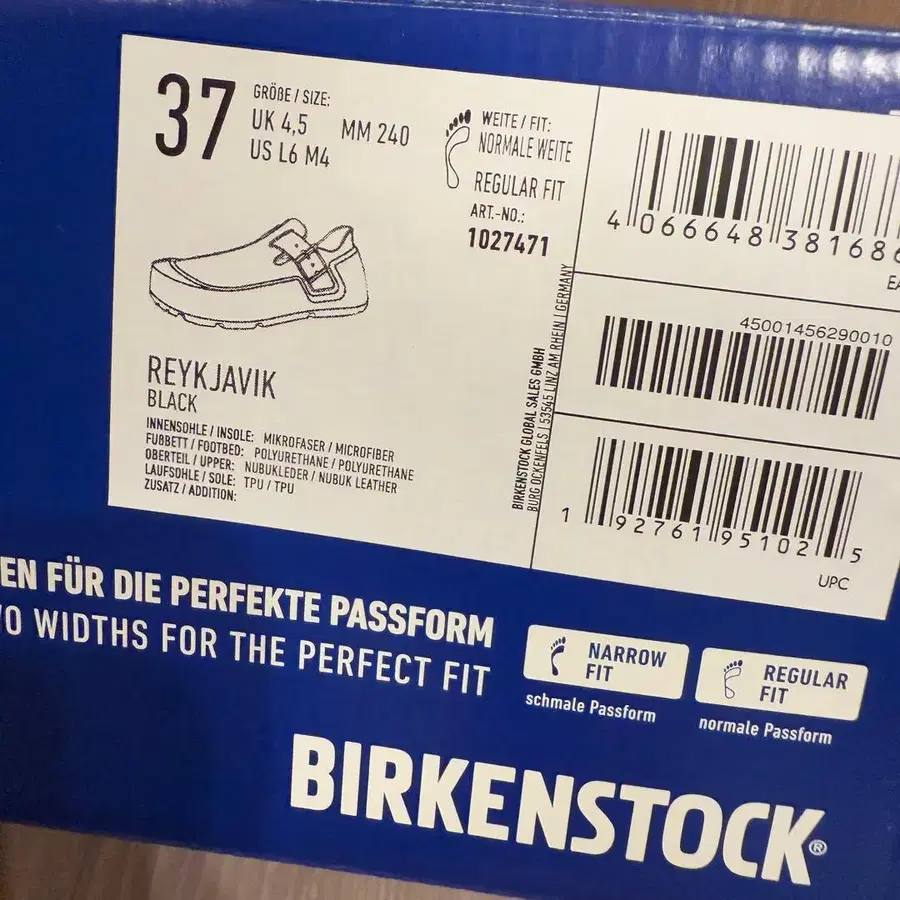 37
GRÖẞE / SIZE:
UK 4,5
MM 240
US L6 M4
WEITE / FIT:
NORMALE WEITE
REGULAR FIT
ART.-NO.:
1027471
REYKJAVIK
BLACK
INNENSOHLE / INSOLE: MIKROFASER / MICROFIBER
FUßBETT / FOOTBED: POLYURETHANE / POLYURETHANE
OBERTEIL / UPPER: NUBUKLEDER / NUBUK LEATHER
LAUFSOHLE / SOLE: TPU / TPU
ZUSATZ / ADDITION:
BIRKENSTOCK GLOBAL SALES GMBH
BURG OCKENFELS | 53545 LINZ AM RHEIN | GERMANY
4 066648 38168
45001456290010
1 92761 95102 5
UPC
EN FÜR DIE PERFEKTE PASSFORM
O WIDTHS FOR THE PERFECT FIT
NARROW
FIT
schmale Passform
REGULAR
FIT
normale Passform
BIRKENSTOCK®